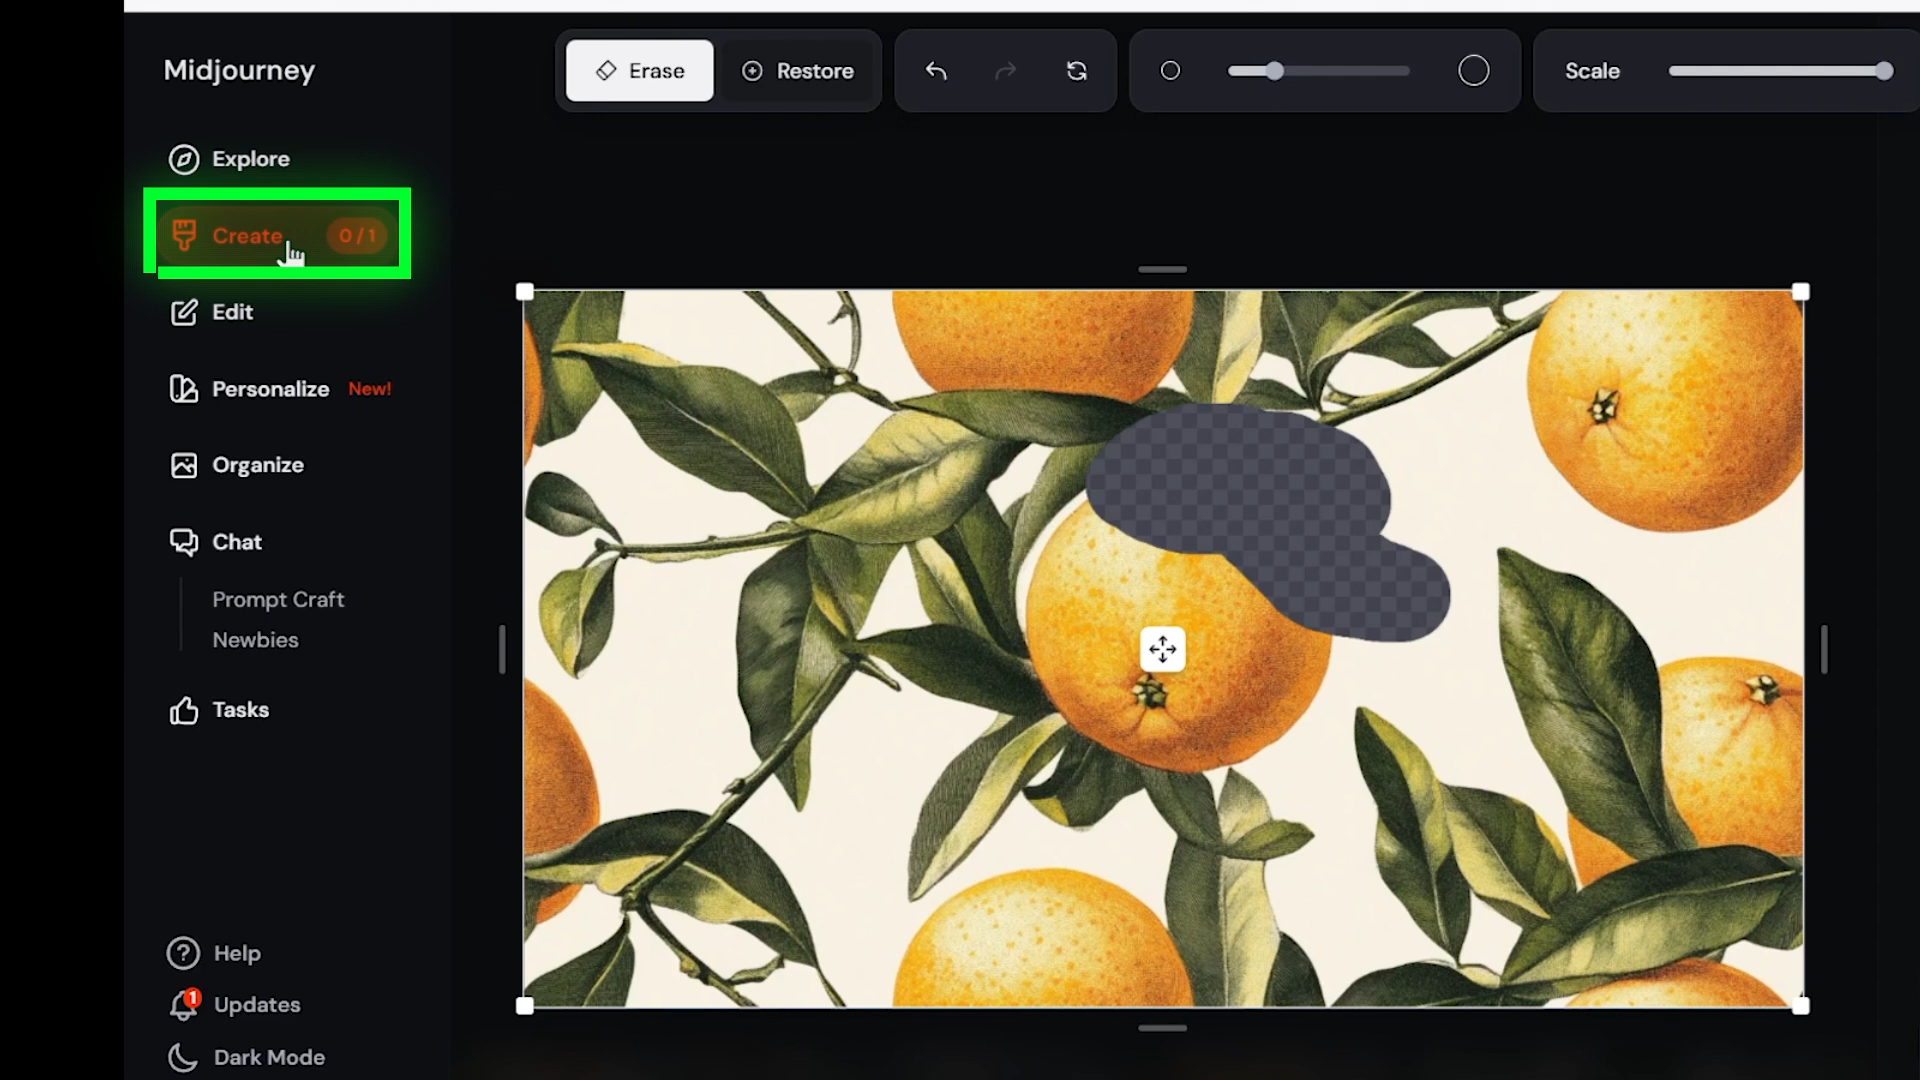 Midjourney
Erase
Restore
Scale
Explore
Create 0 / 1
Edit
Personalize New!
Organize
Chat
Prompt Craft
Newbies
Tasks
Help
1
Updates
Dark Mode